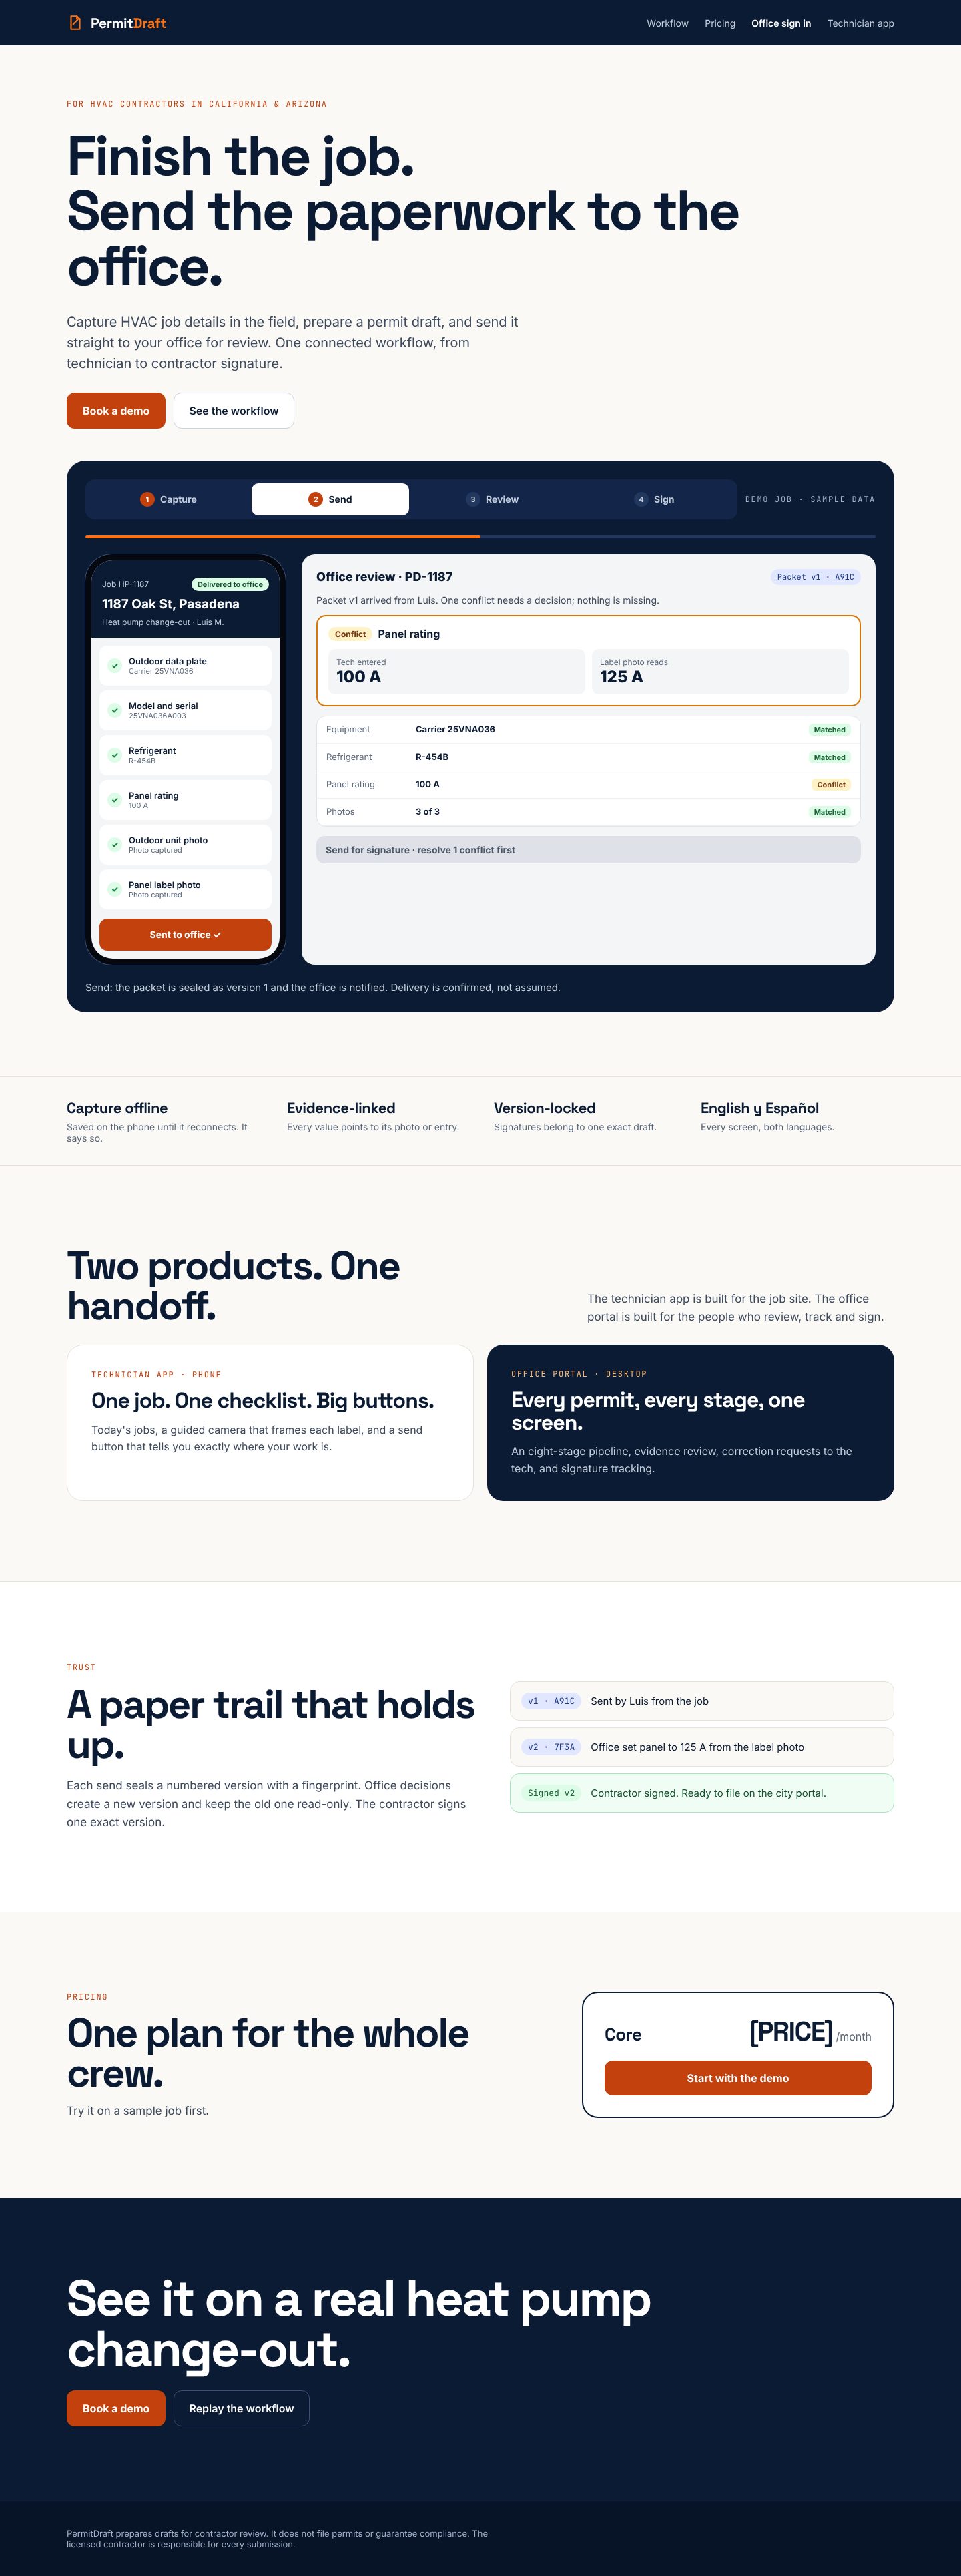 PermitDraft
Workflow Pricing Office sign in Technician app
FOR HVAC CONTRACTORS IN CALIFORNIA & ARIZONA
Finish the job.
Send the paperwork to the
office.
Capture HVAC job details in the field, prepare a permit draft, and send it
straight to your office for review. One connected workflow, from
technician to contractor signature.
Book a demo See the workflow
1 Capture 2 Send 3 Review 4 Sign DEMO JOB · SAMPLE DATA
Job HP-1187 Delivered to office
1187 Oak St, Pasadena
Heat pump change-out · Luis M.
✓ Outdoor data plate
Carrier 25VNA036
✓ Model and serial
25VNA036A003
✓ Refrigerant
R-454B
✓ Panel rating
100 A
✓ Outdoor unit photo
Photo captured
✓ Panel label photo
Photo captured
Sent to office ✓
Office review · PD-1187 Packet v1 · A91C
Packet v1 arrived from Luis. One conflict needs a decision; nothing is missing.
Conflict Panel rating
Tech entered
100 A
Label photo reads
125 A
Equipment Carrier 25VNA036 Matched
Refrigerant R-454B Matched
Panel rating 100 A Conflict
Photos 3 of 3 Matched
Send for signature · resolve 1 conflict first
Send: the packet is sealed as version 1 and the office is notified. Delivery is confirmed, not assumed.
Capture offline
Saved on the phone until it reconnects. It
says so.
Evidence-linked
Every value points to its photo or entry.
Version-locked
Signatures belong to one exact draft.
English y Español
Every screen, both languages.
Two products. One
handoff.
The technician app is built for the job site. The office
portal is built for the people who review, track and sign.
TECHNICIAN APP · PHONE
One job. One checklist. Big buttons.
Today's jobs, a guided camera that frames each label, and a send
button that tells you exactly where your work is.
OFFICE PORTAL · DESKTOP
Every permit, every stage, one
screen.
An eight-stage pipeline, evidence review, correction requests to the
tech, and signature tracking.
TRUST
A paper trail that holds
up.
Each send seals a numbered version with a fingerprint. Office decisions
create a new version and keep the old one read-only. The contractor signs
one exact version.
v1 · A91C Sent by Luis from the job
v2 · 7F3A Office set panel to 125 A from the label photo
Signed v2 Contractor signed. Ready to file on the city portal.
PRICING
One plan for the whole
crew.
Try it on a sample job first.
Core [PRICE] /month
Start with the demo
See it on a real heat pump
change-out.
Book a demo Replay the workflow
PermitDraft prepares drafts for contractor review. It does not file permits or guarantee compliance. The
licensed contractor is responsible for every submission.